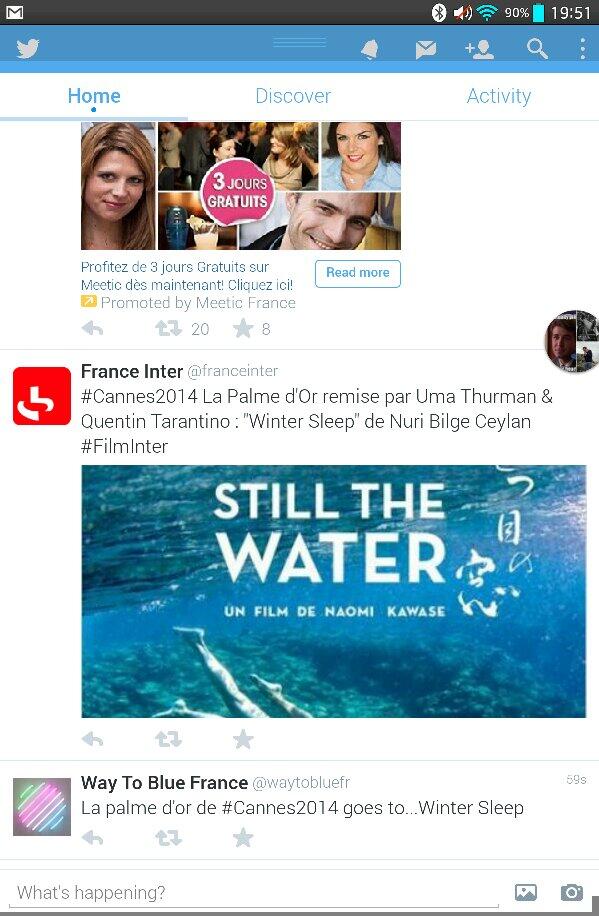 90% 19:51
Home Discover Activity
3 JOURS
GRATUITS
Profitez de 3 jours Gratuits sur
Meetic dès maintenant! Cliquez ici!
Read more
Promoted by Meetic France
20 8
France Inter @franceinter
#Cannes2014 La Palme d'Or remise par Uma Thurman &
Quentin Tarantino : "Winter Sleep" de Nuri Bilge Ceylan
#FilmInter
STILL THE
WATER
UN FILM DE NAOMI KAWASE
つ目の窓
Way To Blue France @waytobluefr 59s
La palme d'or de #Cannes2014 goes to...Winter Sleep
What's happening?